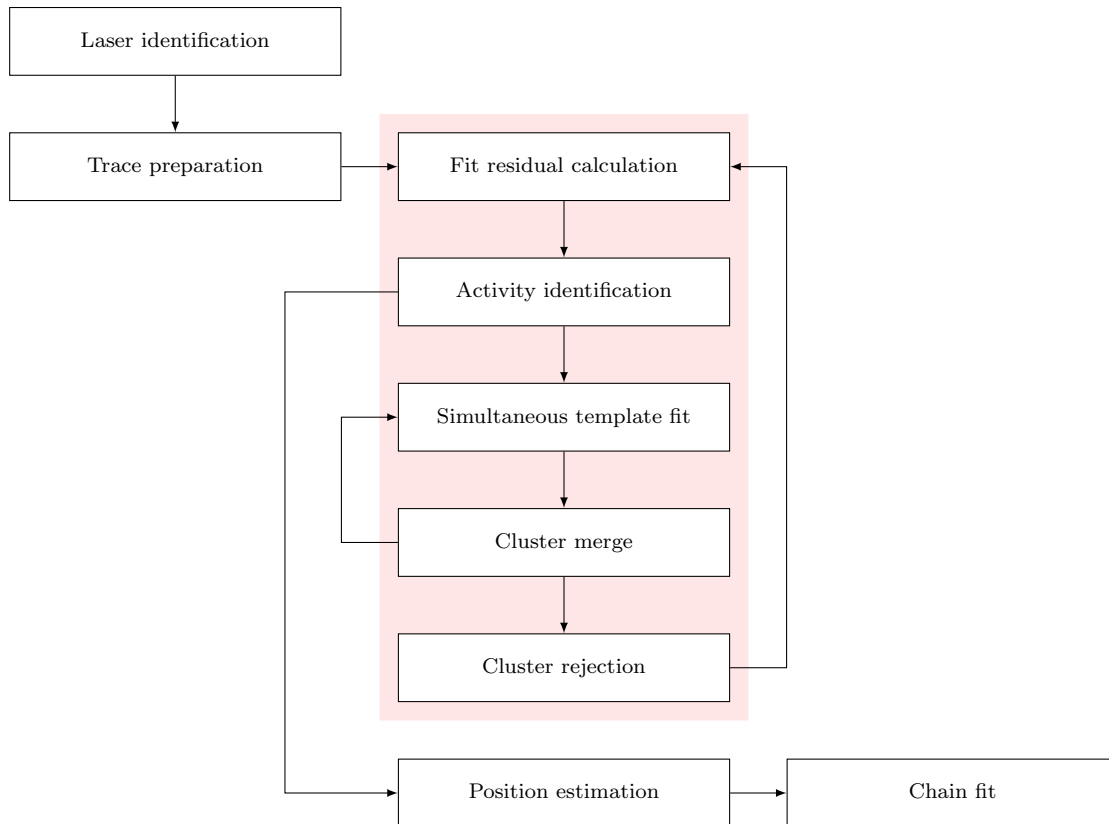 Laser identification
Trace preparation
Fit residual calculation
Activity identification
Simultaneous template fit
Cluster merge
Cluster rejection
Position estimation
Chain fit